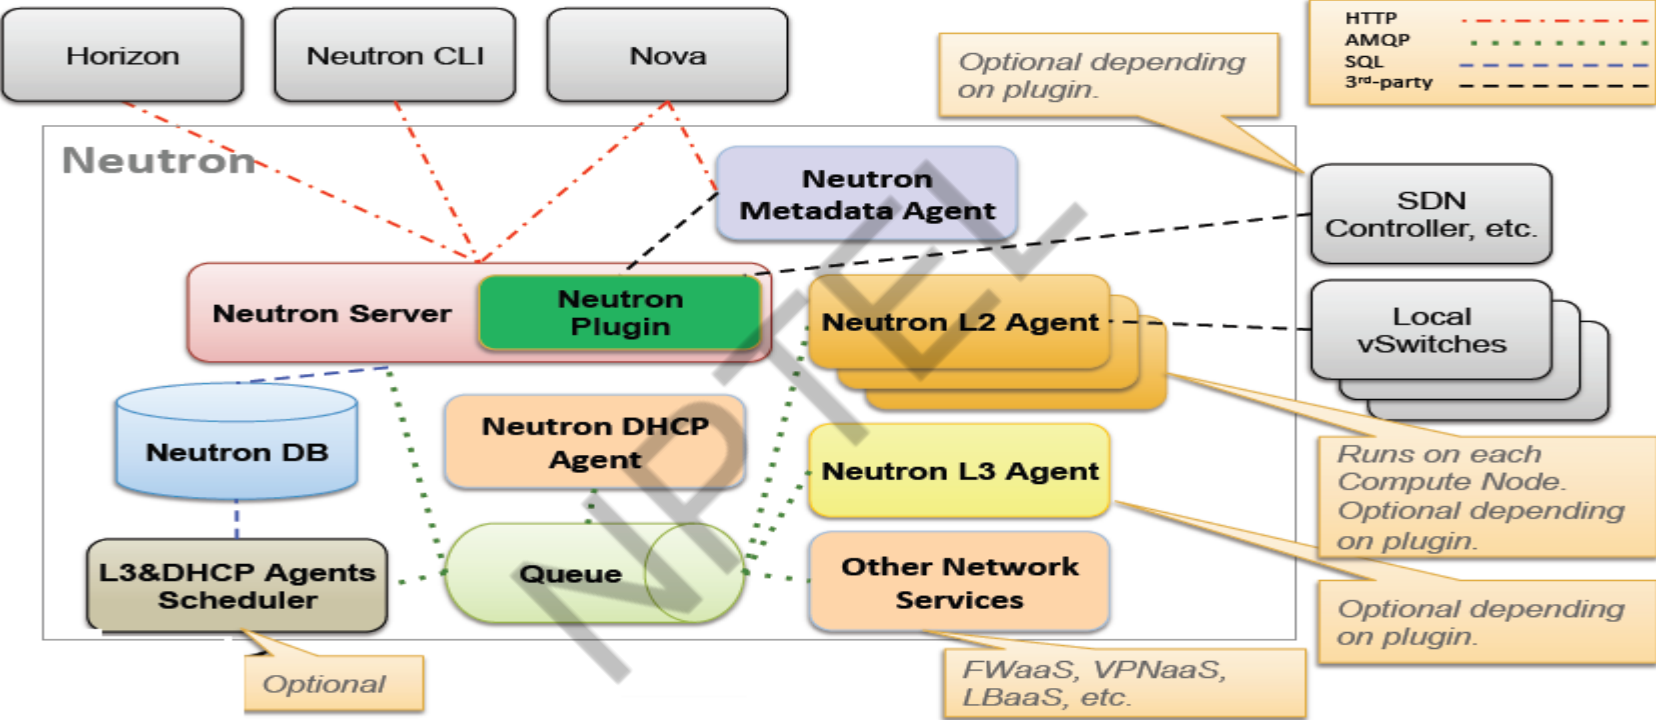 Horizon
Neutron CLI
Nova
Optional depending
on plugin.
HTTP
AMQP
SQL
3rd-party
Neutron
Neutron
Metadata Agent
SDN
Controller, etc.
Neutron Server
Neutron
Plugin
Neutron L2 Agent
Local
vSwitches
Neutron DB
Neutron DHCP
Agent
Neutron L3 Agent
Runs on each
Compute Node.
Optional depending
on plugin.
L3&DHCP Agents
Scheduler
Queue
Other Network
Services
Optional depending
on plugin.
Optional
FWaaS, VPNaaS,
LBaaS, etc.
NPTEL